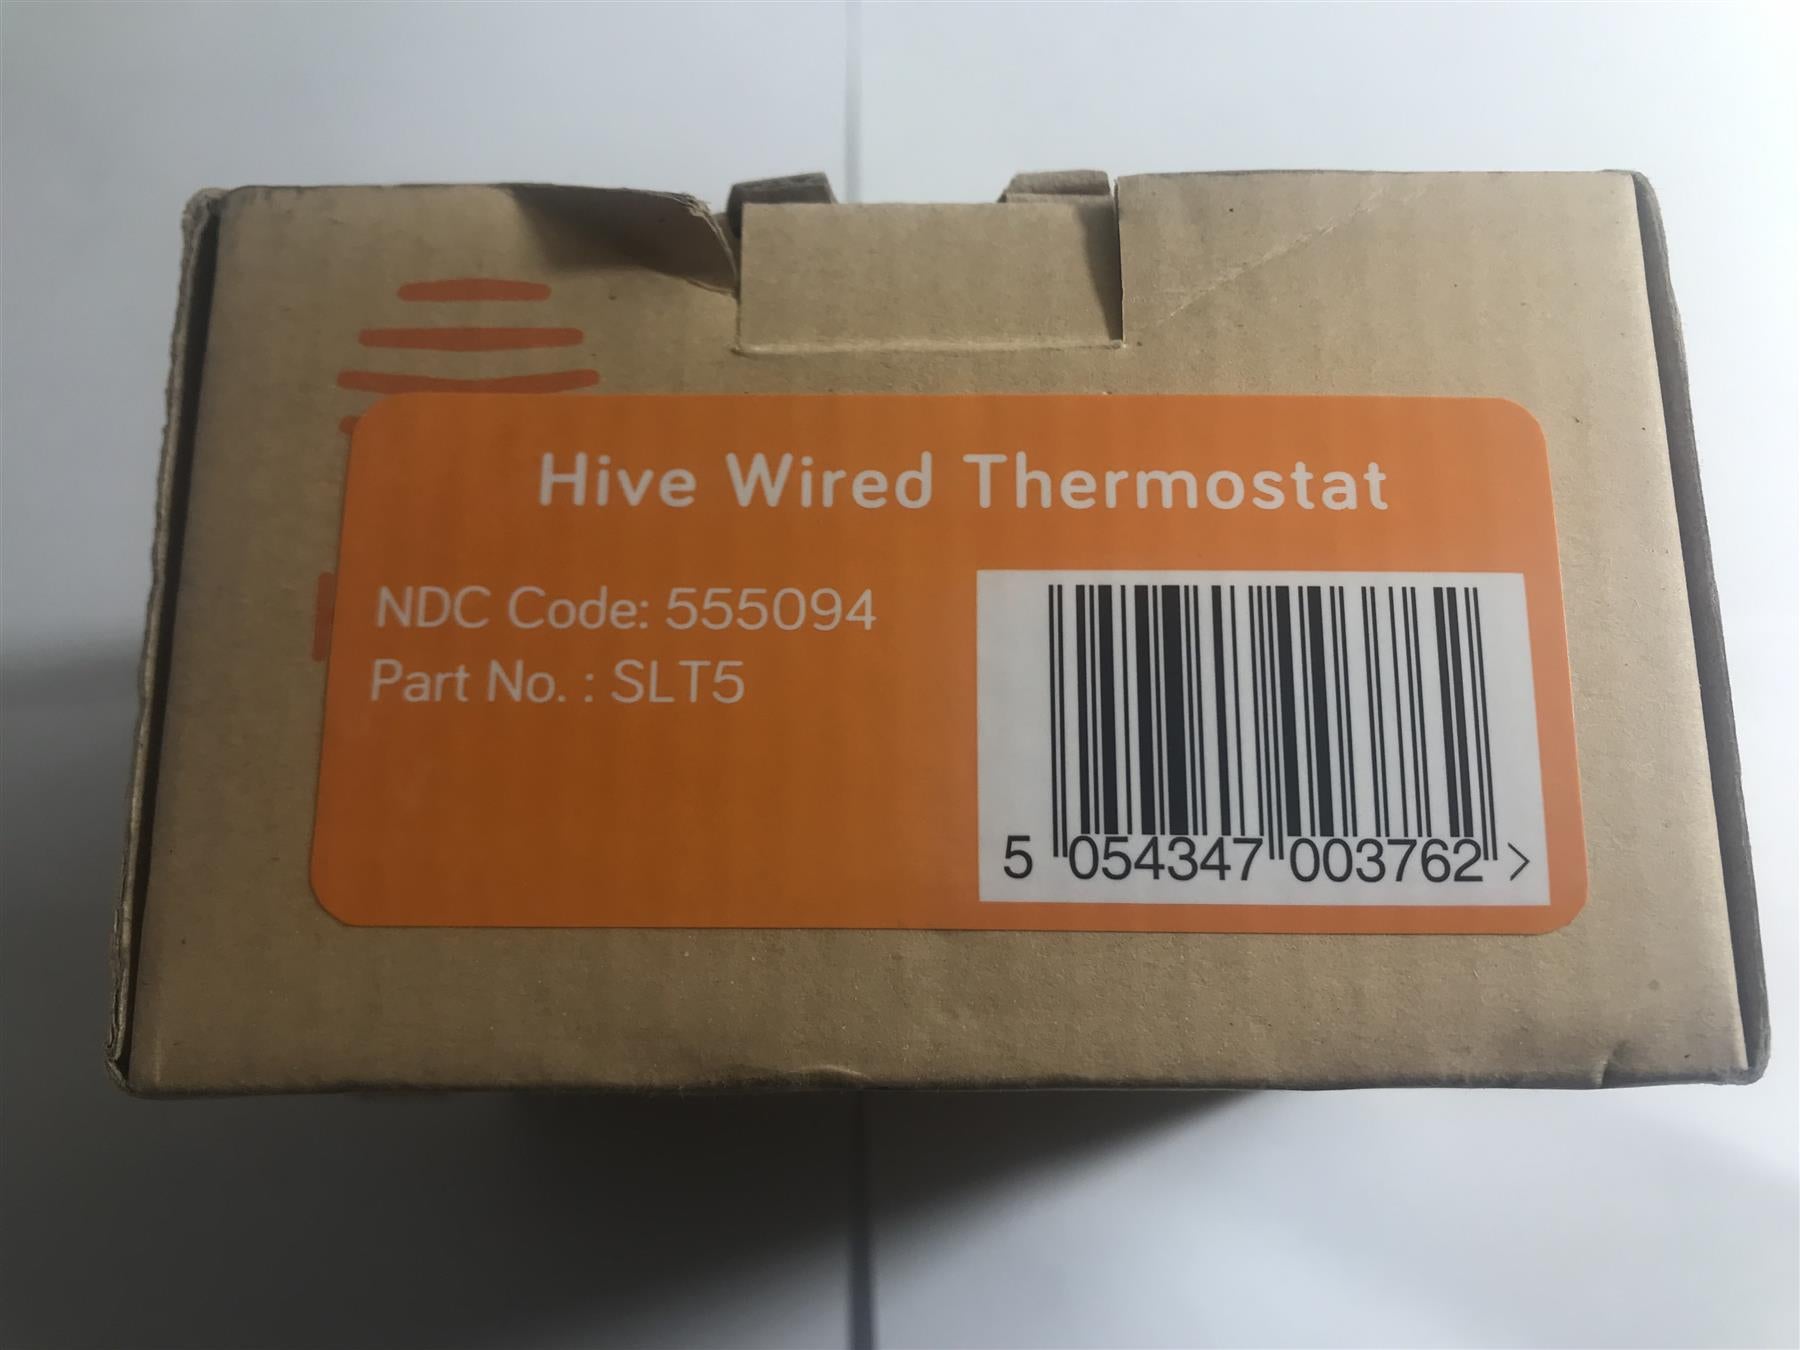 Hive Wired Thermostat
NDC Code: 555094
Part No. : SLT5
5 054347 003762 >